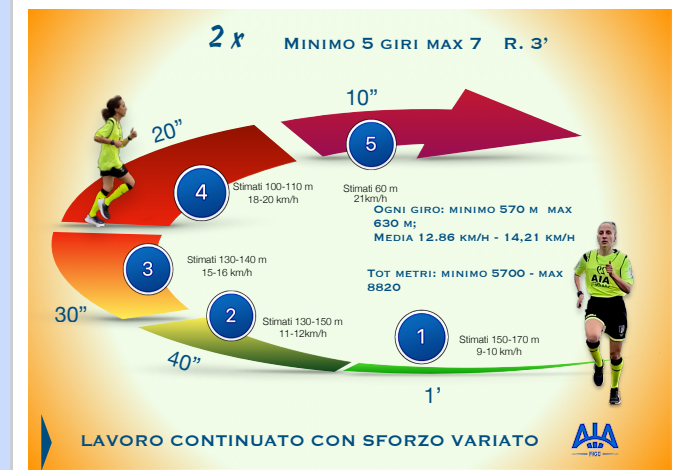 2 x MINIMO 5 GIRI MAX 7 R. 3'
10"
20"
5
4
Stimati 100-110 m
18-20 km/h
Stimati 60 m
21km/h
OGNI GIRO: MINIMO 570 M MAX
630 M;
MEDIA 12.86 KM/H - 14,21 KM/H
3
Stimati 130-140 m
15-16 km/h
TOT METRI: MINIMO 5700 - MAX
8820
AIA
30"
2
Stimati 130-150 m
11-12km/h
1
Stimati 150-170 m
9-10 km/h
40"
1'
LAVORO CONTINUATO CON SFORZO VARIATO
AIA
FIGC